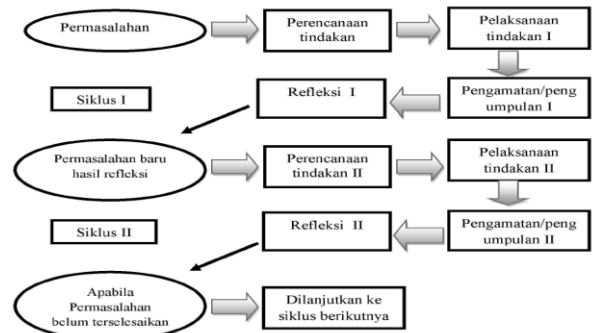 Permasalahan
Perencanaan
tindakan
Pelaksanaan
tindakan I
Siklus I
Refleksi I
Pengamatan/peng
umpulan I
Permasalahan baru
hasil refleksi
Perencanaan
tindakan II
Pelaksanaan
tindakan II
Siklus II
Refleksi II
Pengamatan/peng
umpulan II
Apabila
Permasalahan
belum terselesaikan
Dilanjutkan ke
siklus berikutnya